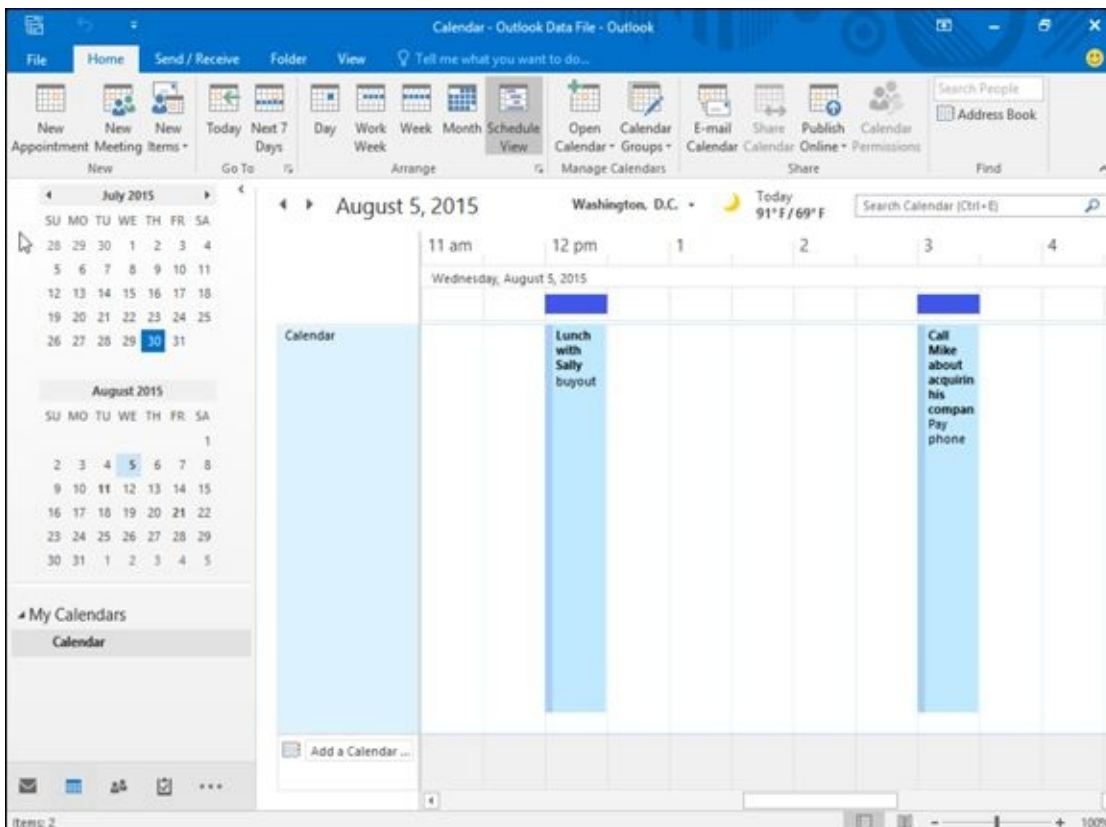 Calendar - Outlook Data File - Outlook
File Home Send / Receive Folder View Tell me what you want to do...
New Appointment
New Meeting
New Items
Today
Next 7 Days
Day
Work Week
Week
Month
Schedule View
Open Calendar
Calendar Groups
E-mail Calendar
Share Calendar
Publish Online
Calendar Permissions
Search People
Address Book
New Go To Arrange Manage Calendars Share Find
July 2015
SU MO TU WE TH FR SA
28 29 30 1 2 3 4
5 6 7 8 9 10 11
12 13 14 15 16 17 18
19 20 21 22 23 24 25
26 27 28 29 30 31
August 2015
SU MO TU WE TH FR SA
1
2 3 4 5 6 7 8
9 10 11 12 13 14 15
16 17 18 19 20 21 22
23 24 25 26 27 28 29
30 31 1 2 3 4 5
My Calendars
Calendar
August 5, 2015
Washington, D.C.
Today
91°F/69°F
Search Calendar (Ctrl+E)
11 am 12 pm 1 2 3 4
Wednesday, August 5, 2015
Calendar
Lunch
with
Sally
buyout
Call
Mike
about
acquirin
his
compan
Pay
phone
Add a Calendar ...
Items: 2
100%